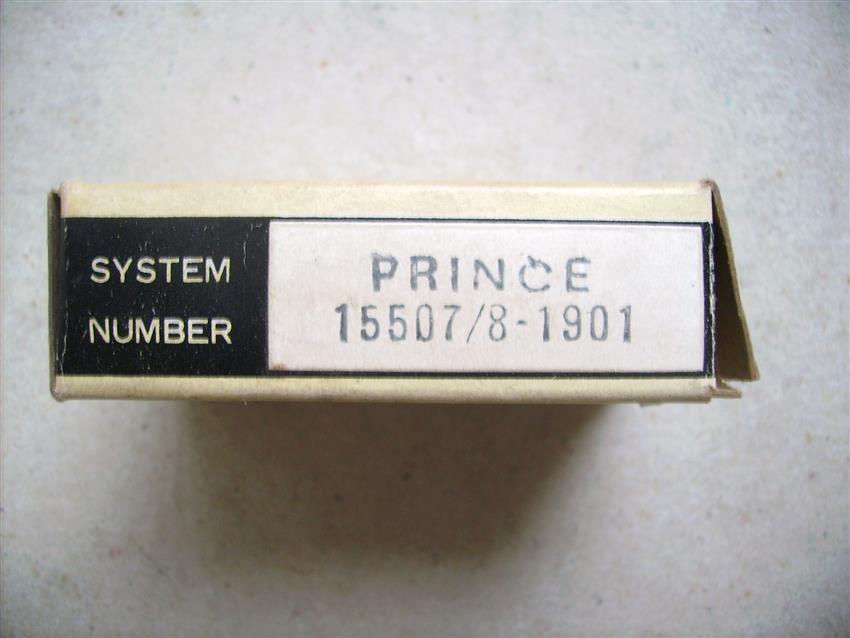 SYSTEM
NUMBER
PRINCE
15507/8-1901